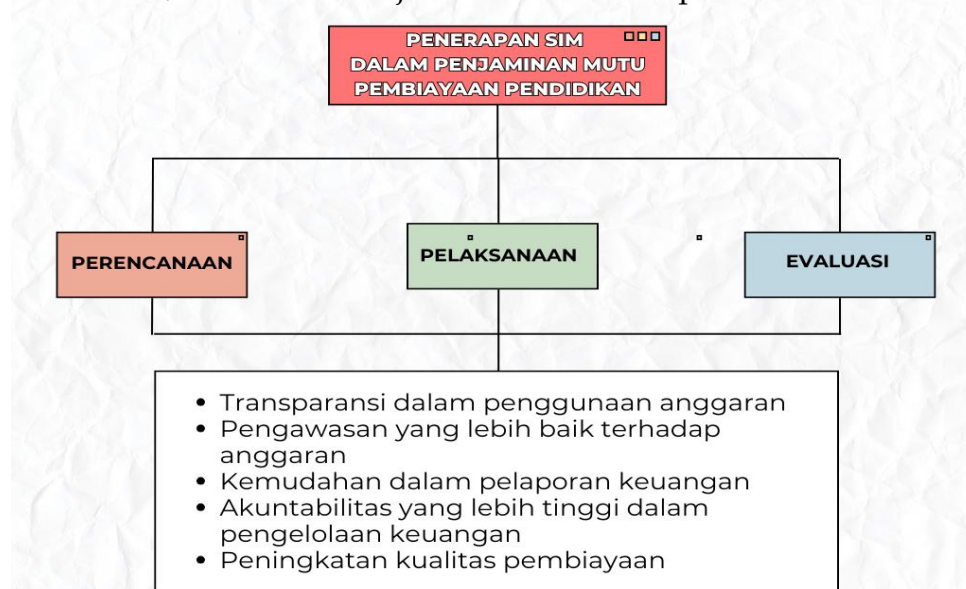 PENERAPAN SIM
DALAM PENJAMINAN MUTU
PEMBIAYAAN PENDIDIKAN
PERENCANAAN
PELAKSANAAN
EVALUASI
• Transparansi dalam penggunaan anggaran
• Pengawasan yang lebih baik terhadap
anggaran
• Kemudahan dalam pelaporan keuangan
• Akuntabilitas yang lebih tinggi dalam
pengelolaan keuangan
• Peningkatan kualitas pembiayaan